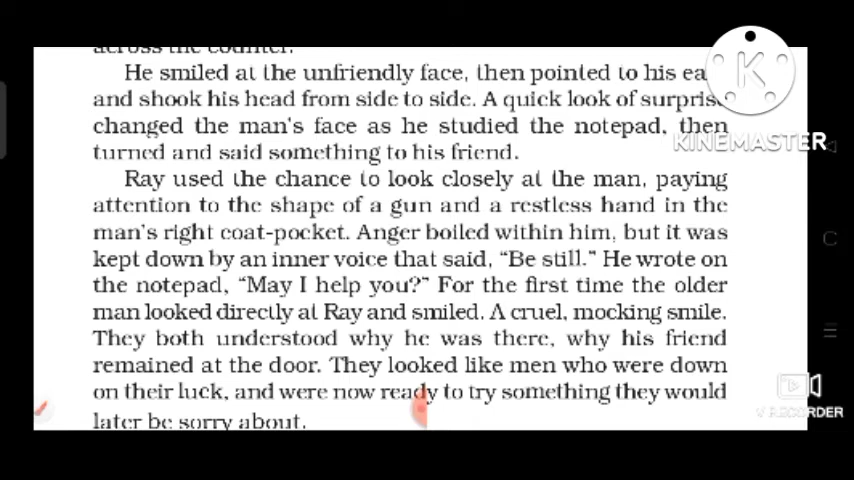 across the counter.
He smiled at the unfriendly face, then pointed to his ea
and shook his head from side to side. A quick look of surprise
changed the man's face as he studied the notepad, then
turned and said something to his friend.
Ray used the chance to look closely at the man, paying
attention to the shape of a gun and a restless hand in the
man's right coat-pocket. Anger boiled within him, but it was
kept down by an inner voice that said, “Be still.” He wrote on
the notepad, “May I help you?” For the first time the older
man looked directly at Ray and smiled. A cruel, mocking smile.
They both understood why he was there, why his friend
remained at the door. They looked like men who were down
on their luck, and were now ready to try something they would
later be sorry about.
K
KINEMASTER
V RECORDER